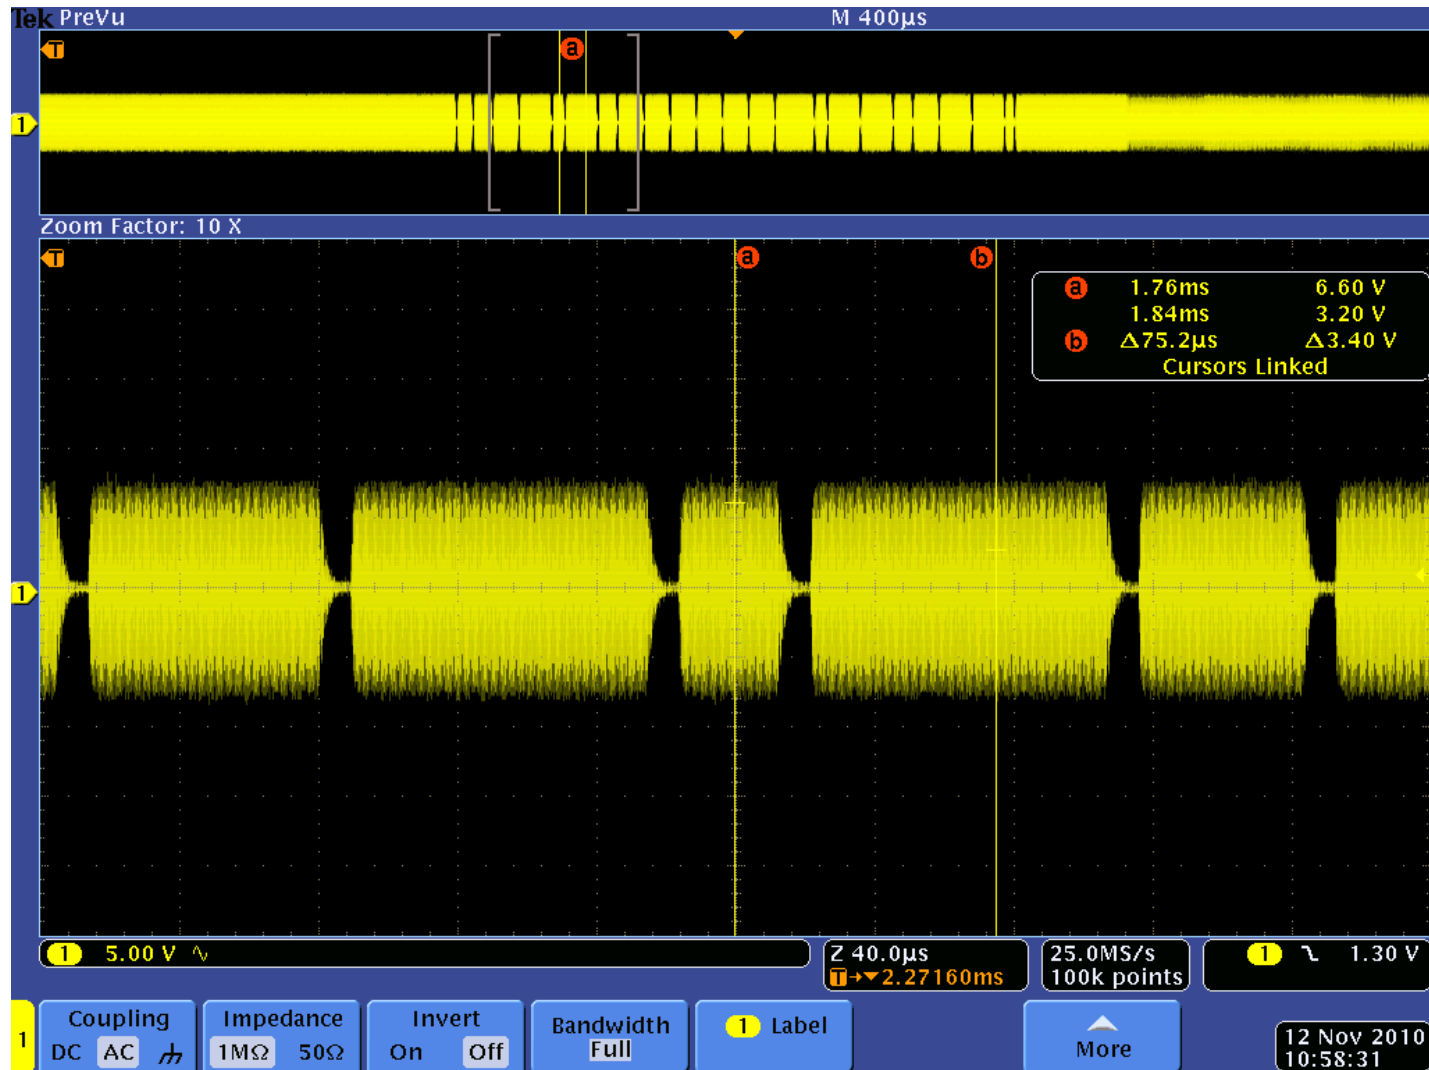 Tek PreVu M 400µs
T
a
1
Zoom Factor: 10 X
T
a b
a 1.76ms 6.60 V
1.84ms 3.20 V
b Δ75.2µs Δ3.40 V
Cursors Linked
1
1 5.00 V
Z 40.0µs
T→▼2.27160ms
25.0MS/s
100k points
1 1.30 V
1
Coupling
DC AC
Impedance
1MΩ 50Ω
Invert
On Off
Bandwidth
Full
1 Label
More
12 Nov 2010
10:58:31